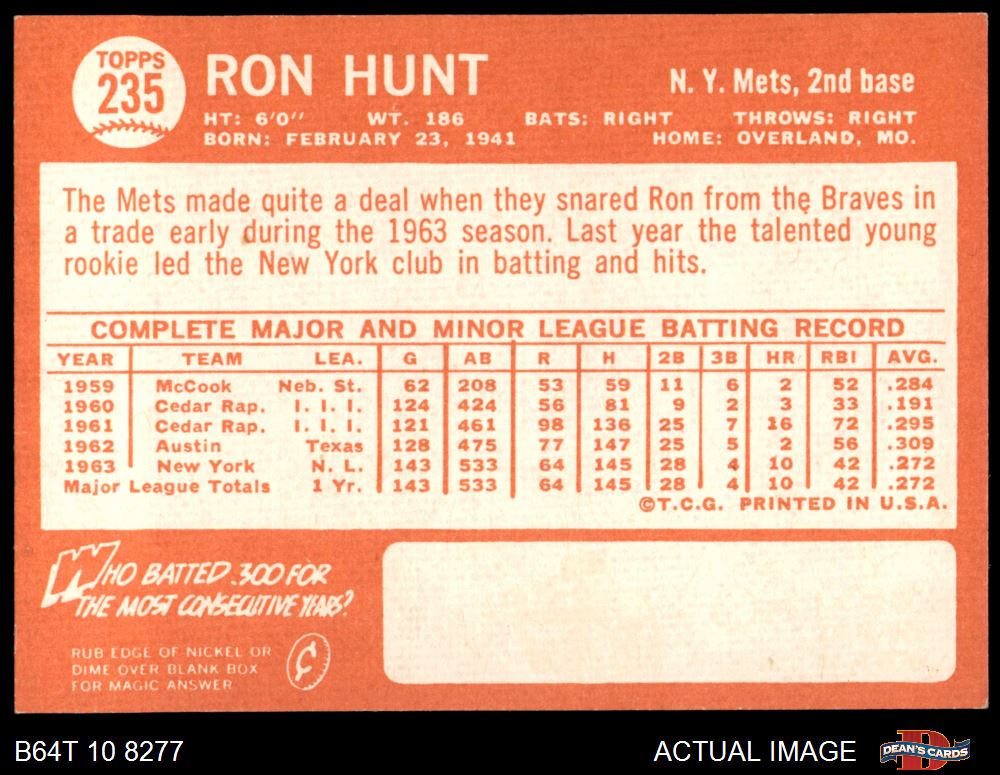 TOPPS
235
RON HUNT
N. Y. Mets, 2nd base
HT: 6'0" WT. 186 BATS: RIGHT THROWS: RIGHT
BORN: FEBRUARY 23, 1941 HOME: OVERLAND, MO.
The Mets made quite a deal when they snared Ron from the Braves in
a trade early during the 1963 season. Last year the talented young
rookie led the New York club in batting and hits.
COMPLETE MAJOR AND MINOR LEAGUE BATTING RECORD
YEAR TEAM LEA. G AB R H 2B 3B HR RBI AVG.
1959 McCook Neb. St. 62 208 53 59 11 6 2 52 .284
1960 Cedar Rap. I. I. I. 124 424 56 81 9 2 3 33 .191
1961 Cedar Rap. I. I. I. 121 461 98 136 25 7 16 72 .295
1962 Austin Texas 128 475 77 147 25 5 2 56 .309
1963 New York N. L. 143 533 64 145 28 4 10 42 .272
Major League Totals 1 Yr. 143 533 64 145 28 4 10 42 .272
©T.C.G. PRINTED IN U.S.A.
WHO BATTED .300 FOR
THE MOST CONSECUTIVE YEARS?
RUB EDGE OF NICKEL OR
DIME OVER BLANK BOX
FOR MAGIC ANSWER
¢
B64T 10 8277
ACTUAL IMAGE
D
DEAN'S CARDS